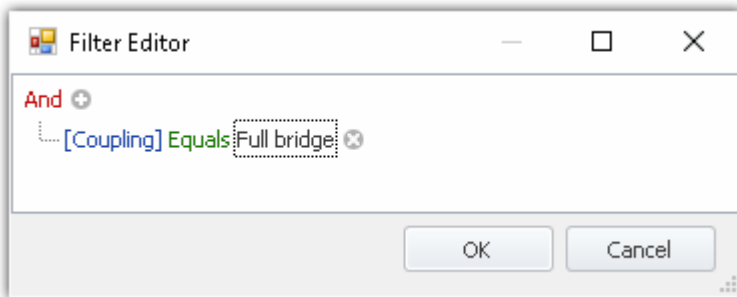 Filter Editor
And
[Coupling] Equals Full bridge
OK
Cancel